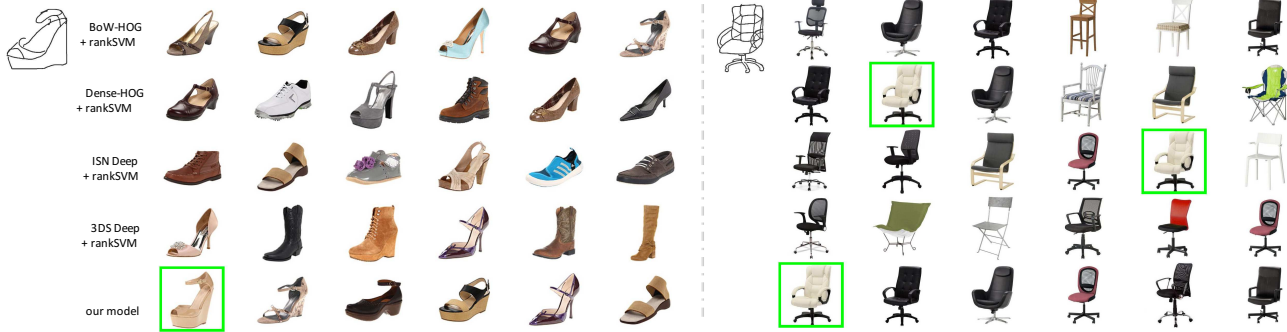 BoW-HOG
+ rankSVM
Dense-HOG
+ rankSVM
ISN Deep
+ rankSVM
3DS Deep
+ rankSVM
our model